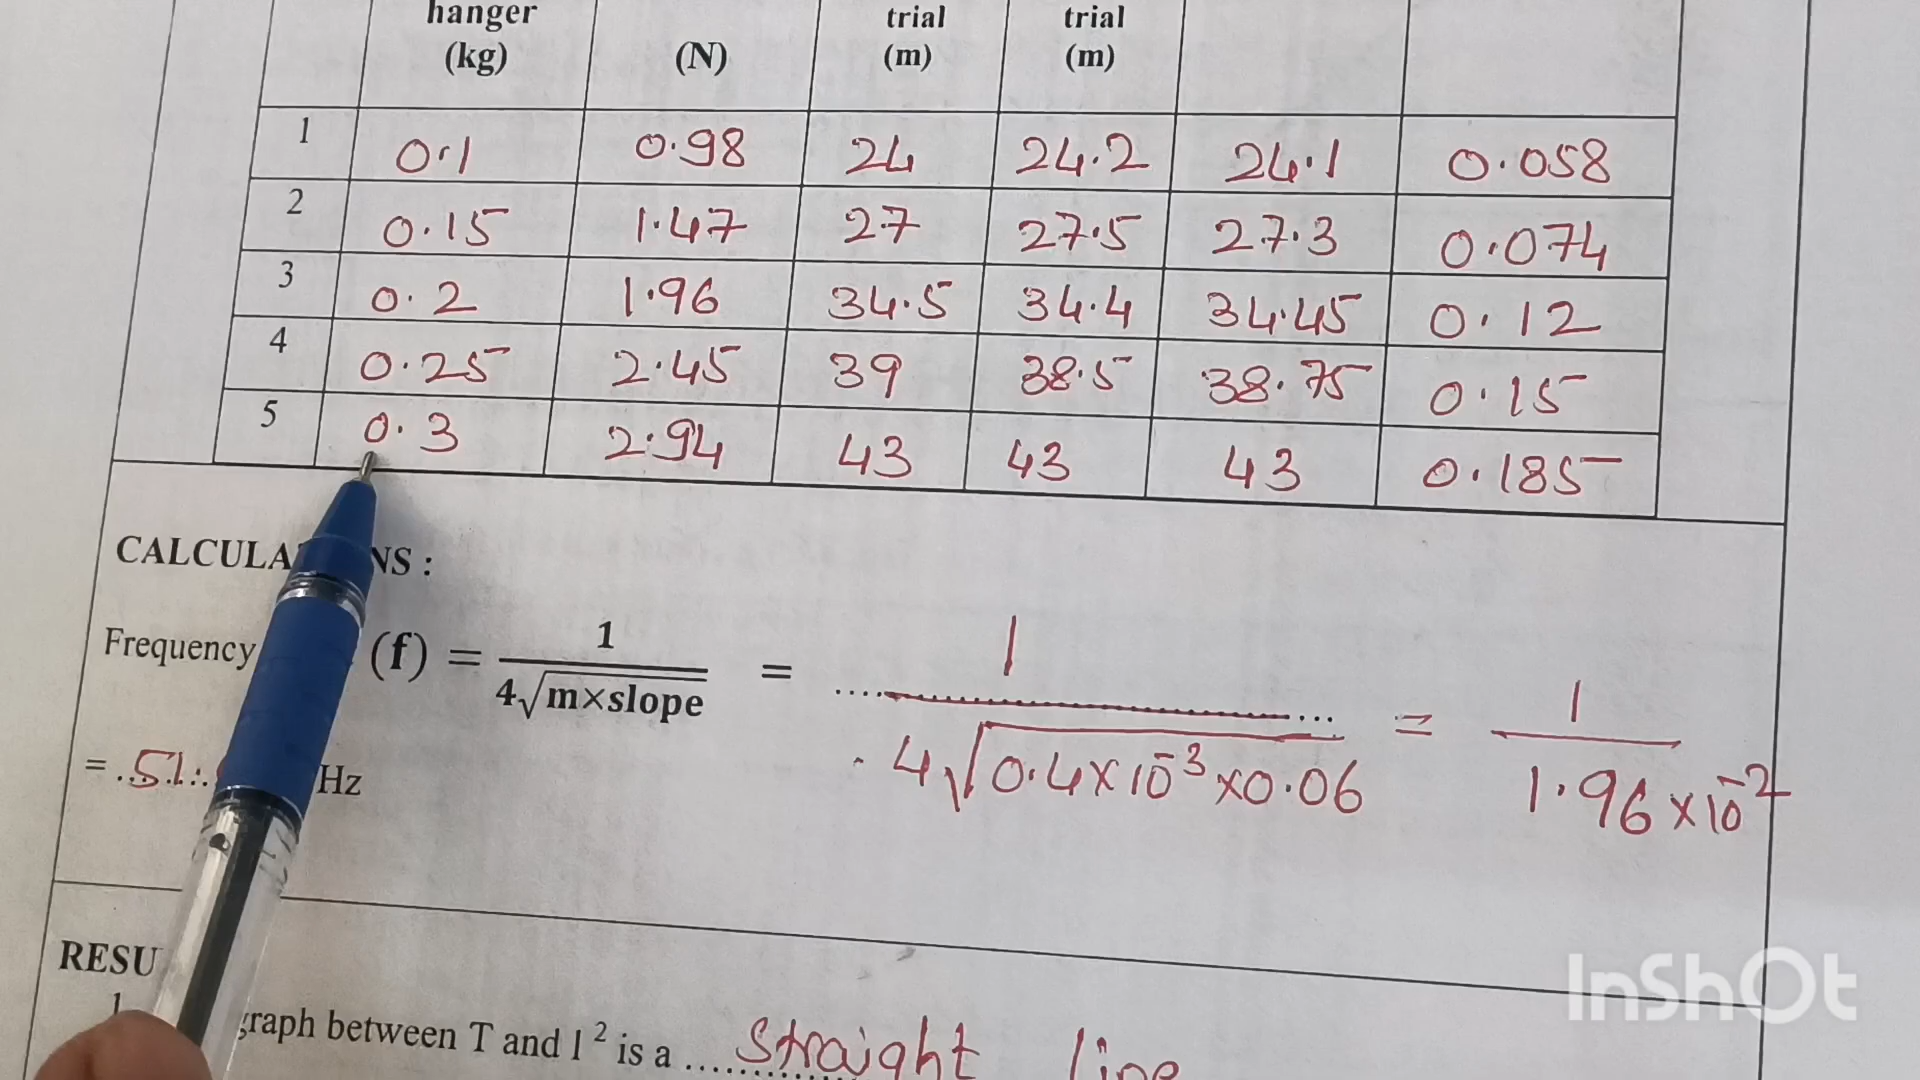 hanger (kg) (N) trial (m) trial (m)
1 0.1 0.98 24 24.2 24.1 0.058
2 0.15 1.47 27 27.5 27.3 0.074
3 0.2 1.96 34.5 34.4 34.45 0.12
4 0.25 2.45 39 38.5 38.75 0.15
5 0.3 2.94 43 43 43 0.185
CALCULA NS :
Frequency (f) = 1 / 4√m×slope = 1 / 4√0.4×10⁻³×0.06 = 1 / 1.96×10⁻²
= 51. Hz
RESU
1
graph between T and l² is a ... straight line
InShOt